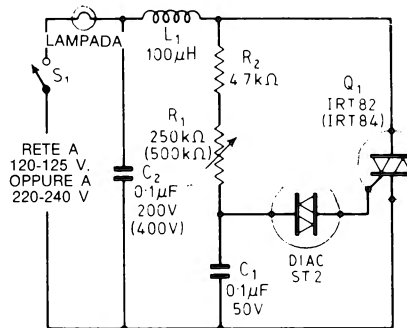 LAMPADA
S1
L1
100μH
R2
4.7kΩ
Q1
IRT82
(IRT84)
R1
250kΩ
(500kΩ)
RETE A
120-125 V.
OPPURE A
220-240 V
C2
0·1μF
200V
(400V)
DIAC
ST2
C1
0·1μF
50V